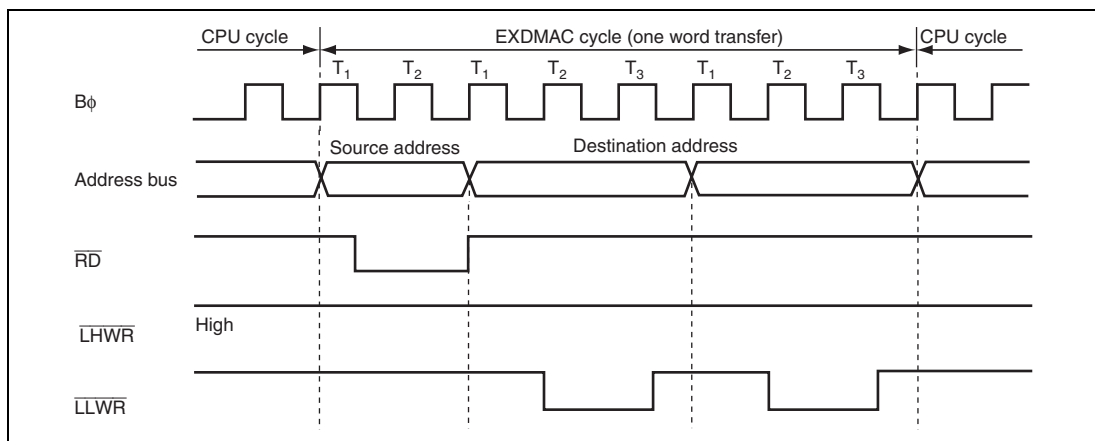 CPU cycle EXDMAC cycle (one word transfer) CPU cycle
T1 T2 T1 T2 T3 T1 T2 T3
Bφ
Source address Destination address
Address bus
RD
High
LHWR
LLWR